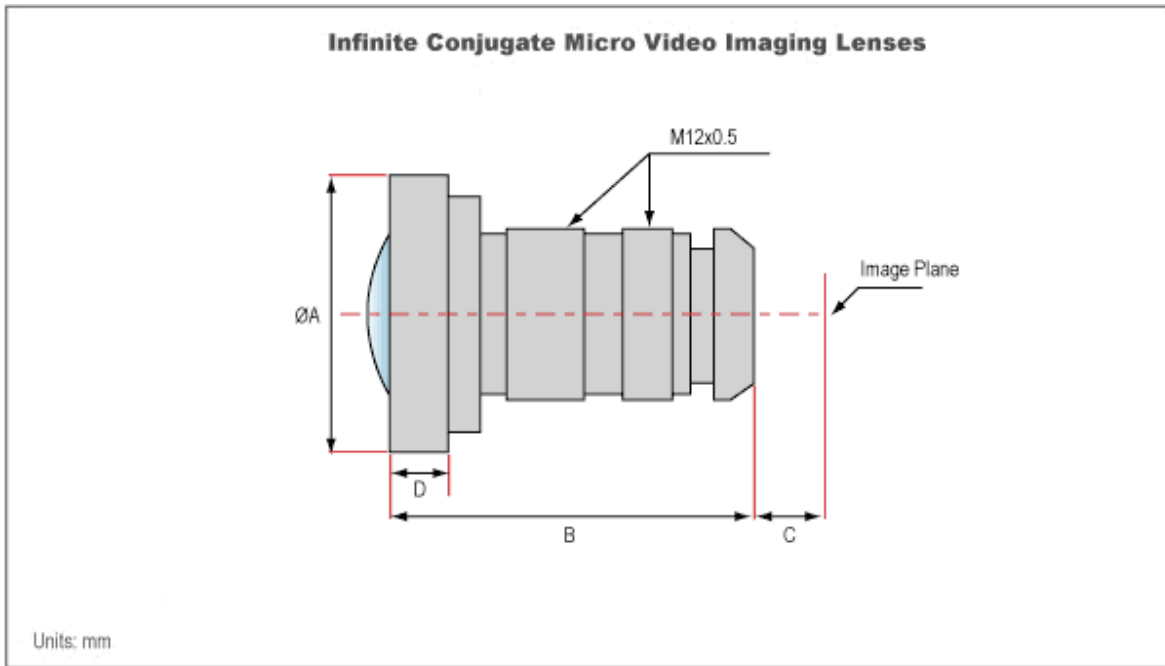 Infinite Conjugate Micro Video Imaging Lenses
M12x0.5
Image Plane
ØA
D
B
C
Units: mm